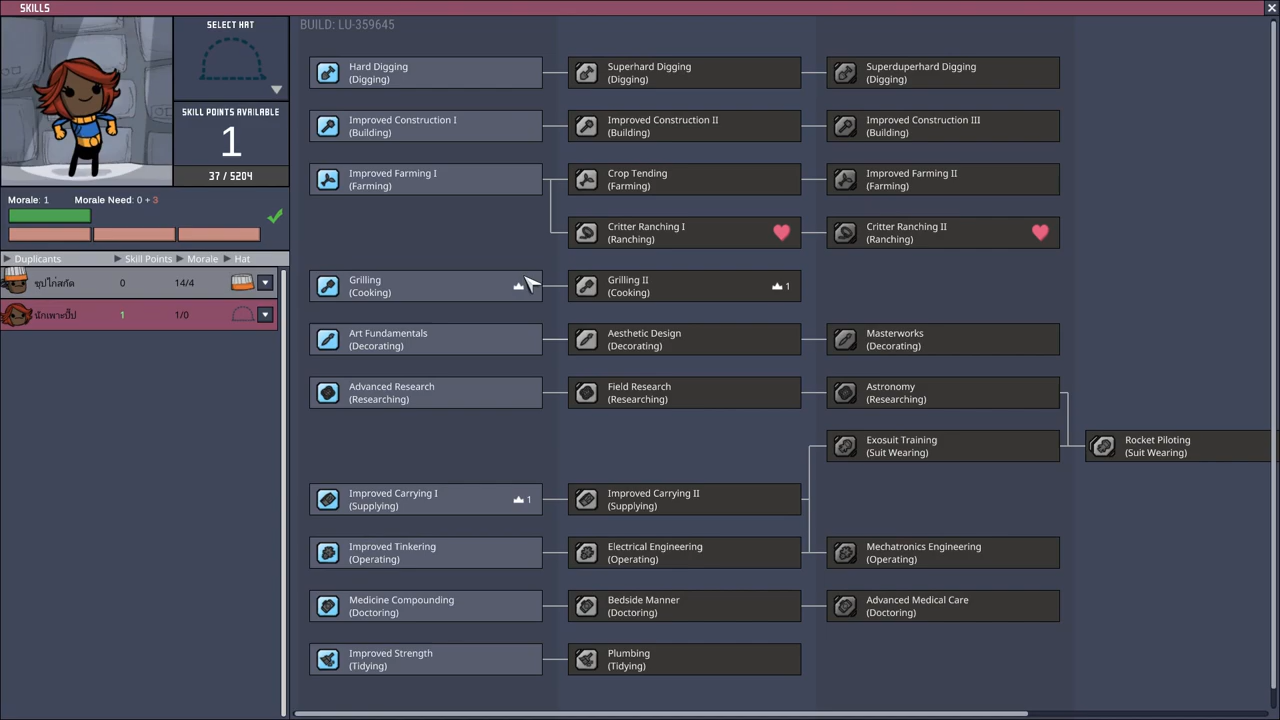 SKILLS
BUILD: LU-359645
SELECT HAT
SKILL POINTS AVAILABLE
1
37 / 5204
Morale: 1 Morale Need: 0 + 3
Duplicants Skill Points Morale Hat
ซุปไก่สกัด 0 14/4
นักเพาะปั๊ป 1 1/0
Hard Digging
(Digging)
Superhard Digging
(Digging)
Superduperhard Digging
(Digging)
Improved Construction I
(Building)
Improved Construction II
(Building)
Improved Construction III
(Building)
Improved Farming I
(Farming)
Crop Tending
(Farming)
Improved Farming II
(Farming)
Critter Ranching I
(Ranching)
Critter Ranching II
(Ranching)
Grilling
(Cooking)
Grilling II
(Cooking)
1
Art Fundamentals
(Decorating)
Aesthetic Design
(Decorating)
Masterworks
(Decorating)
Advanced Research
(Researching)
Field Research
(Researching)
Astronomy
(Researching)
Exosuit Training
(Suit Wearing)
Rocket Piloting
(Suit Wearing)
Improved Carrying I
(Supplying)
1
Improved Carrying II
(Supplying)
Improved Tinkering
(Operating)
Electrical Engineering
(Operating)
Mechatronics Engineering
(Operating)
Medicine Compounding
(Doctoring)
Bedside Manner
(Doctoring)
Advanced Medical Care
(Doctoring)
Improved Strength
(Tidying)
Plumbing
(Tidying)